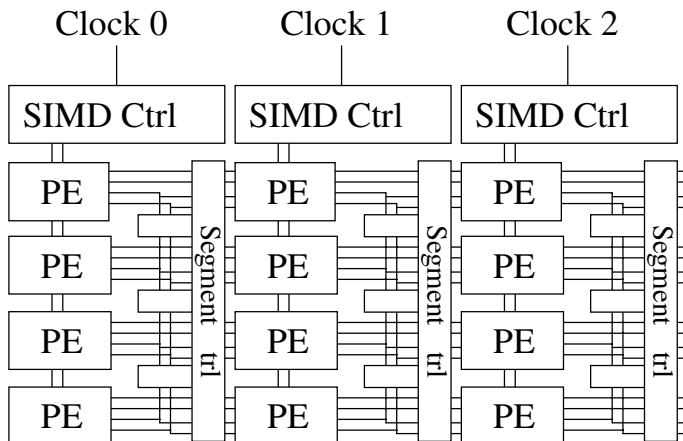 Clock 0
Clock 1
Clock 2
SIMD Ctrl
SIMD Ctrl
SIMD Ctrl
PE
PE
PE
PE
PE
PE
PE
PE
PE
PE
PE
PE
Segment trl
Segment trl
Segment trl